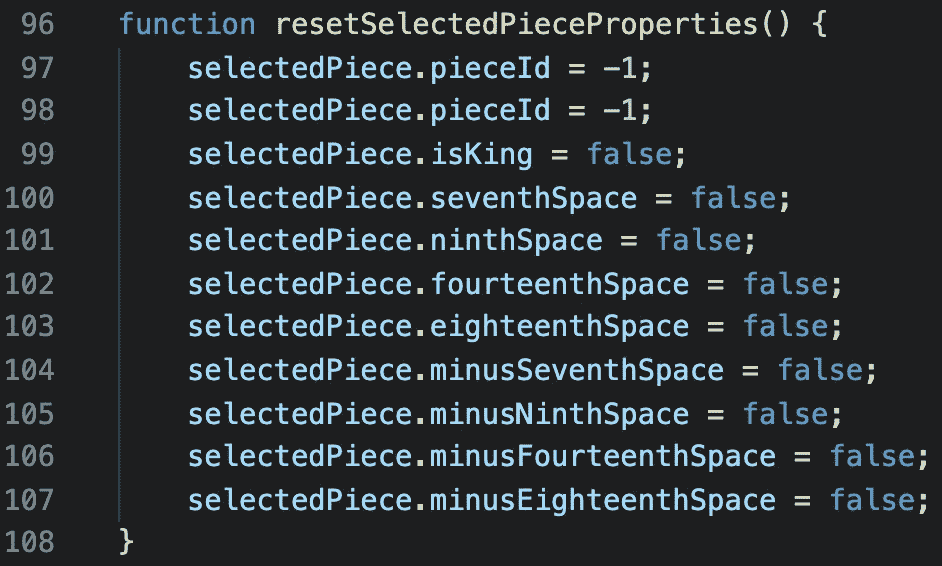 96 function resetSelectedPieceProperties() {
97 selectedPiece.pieceId = -1;
98 selectedPiece.pieceId = -1;
99 selectedPiece.isKing = false;
100 selectedPiece.seventhSpace = false;
101 selectedPiece.ninthSpace = false;
102 selectedPiece.fourteenthSpace = false;
103 selectedPiece.eighteenthSpace = false;
104 selectedPiece.minusSeventhSpace = false;
105 selectedPiece.minusNinthSpace = false;
106 selectedPiece.minusFourteenthSpace = false;
107 selectedPiece.minusEighteenthSpace = false;
108 }